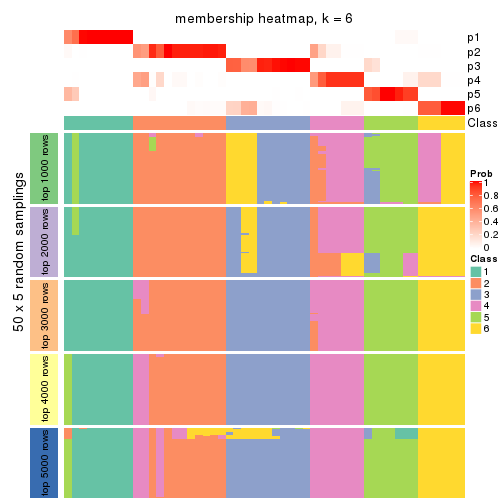 membership heatmap, k = 6
p1
p2
p3
p4
p5
p6
Class
50 x 5 random samplings
top 1000 rows
top 2000 rows
top 3000 rows
top 4000 rows
top 5000 rows
Prob
1
0.8
0.6
0.4
0.2
0
Class
1
2
3
4
5
6